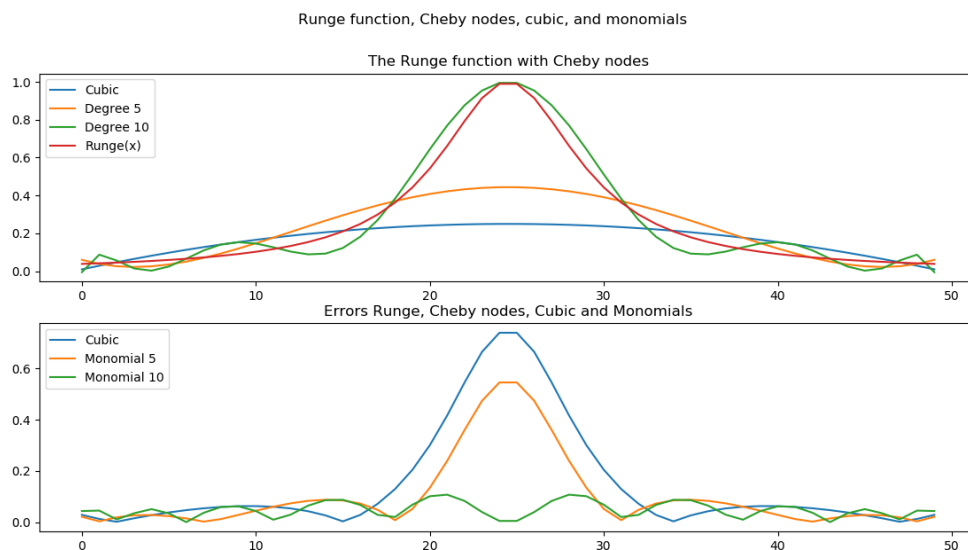 Runge function, Cheby nodes, cubic, and monomials
The Runge function with Cheby nodes
1.0
0.8
0.6
0.4
0.2
0.0
Cubic
Degree 5
Degree 10
Runge(x)
0 10 20 30 40 50
Errors Runge, Cheby nodes, Cubic and Monomials
0.6
0.4
0.2
0.0
Cubic
Monomial 5
Monomial 10
0 10 20 30 40 50